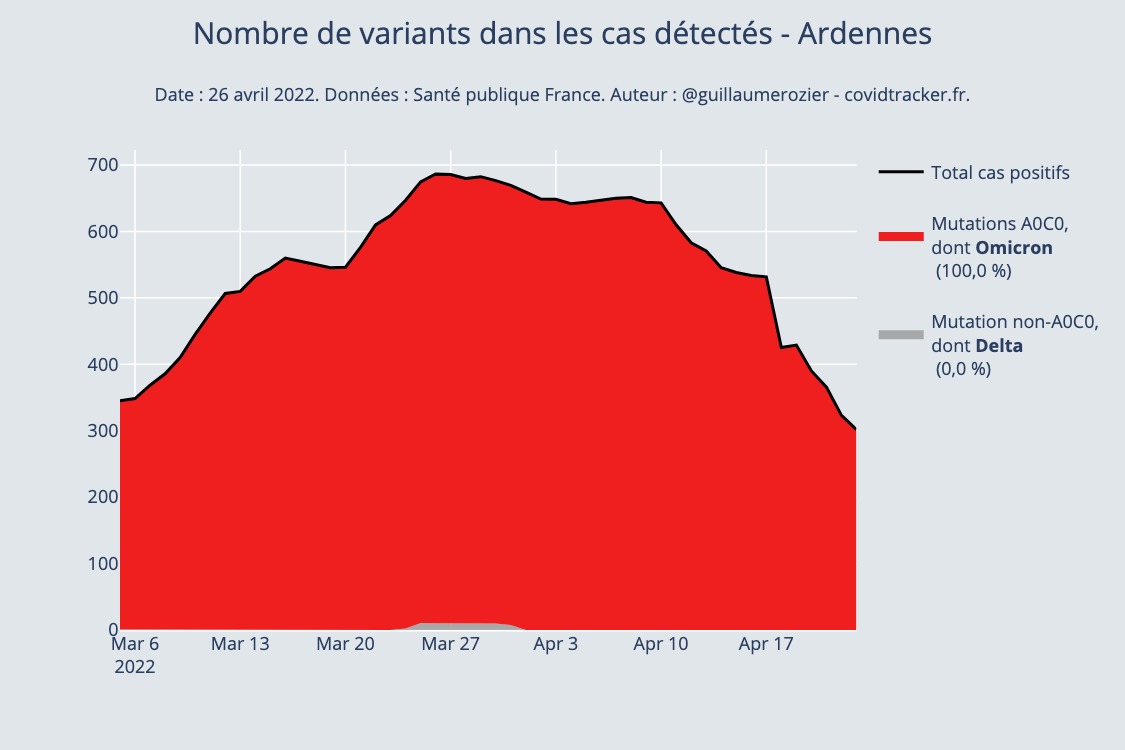 Nombre de variants dans les cas détectés - Ardennes
Date : 26 avril 2022. Données : Santé publique France. Auteur : @guillaumerozier - covidtracker.fr.
700
600
500
400
300
200
100
0
Mar 6
2022
Mar 13
Mar 20
Mar 27
Apr 3
Apr 10
Apr 17
Total cas positifs
Mutations A0C0,
dont Omicron
(100,0 %)
Mutation non-A0C0,
dont Delta
(0,0 %)